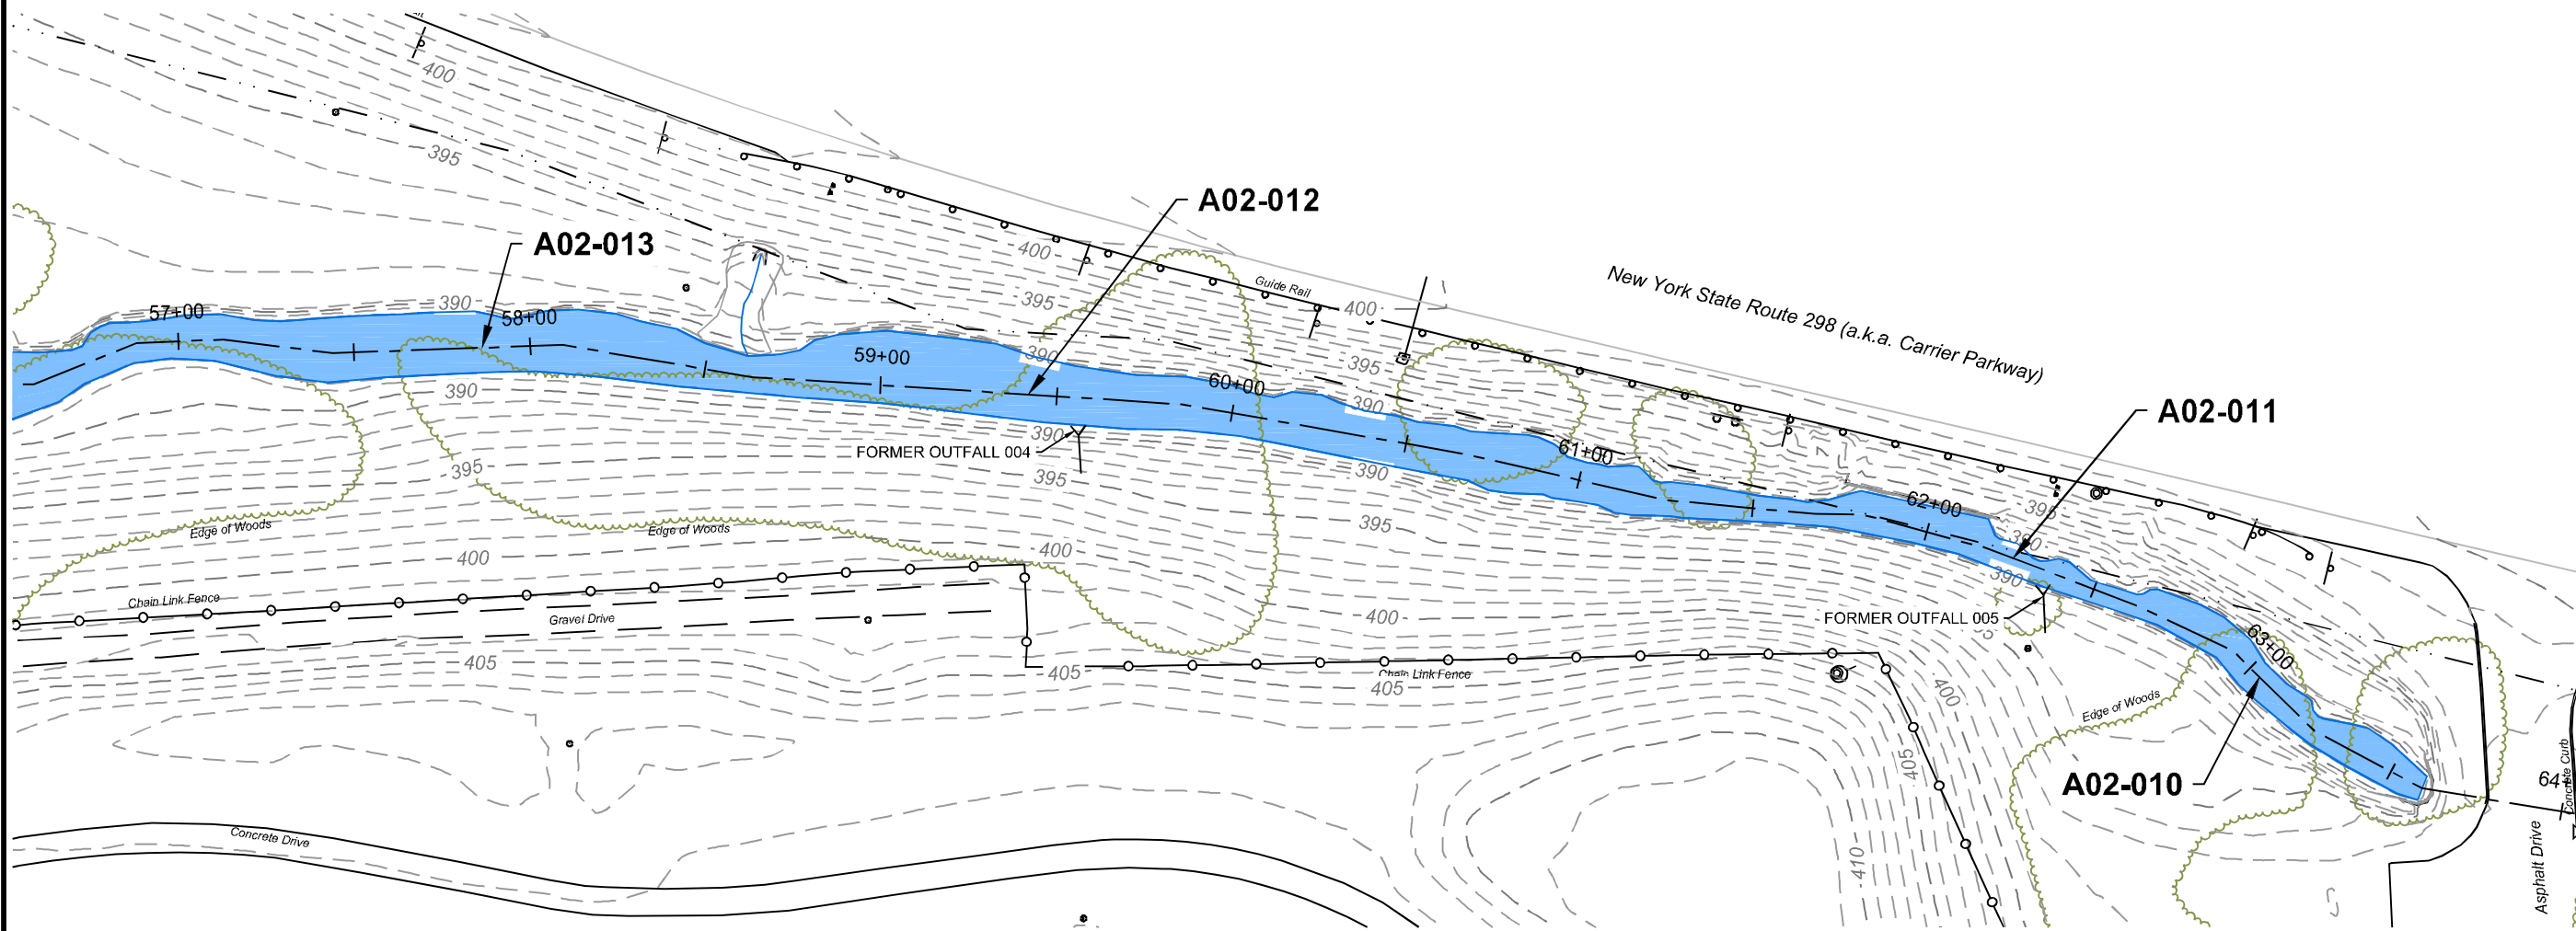 400
395
A02-012
A02-013
400
Guide Rail
New York State Route 298 (a.k.a. Carrier Parkway)
395
400
390
57+00
58+00
59+00
390
395
60+00
390
A02-011
390
FORMER OUTFALL 004
390
61+00
395
395
390
62+00
395
395
390
Edge of Woods
Edge of Woods
400
400
390
Chain Link Fence
Gravel Drive
400
FORMER OUTFALL 005
63+00
405
405
Chain Link Fence
405
400
Edge of Woods
405
A02-010
64+
Concrete Curb
Concrete Drive
410
Asphalt Drive